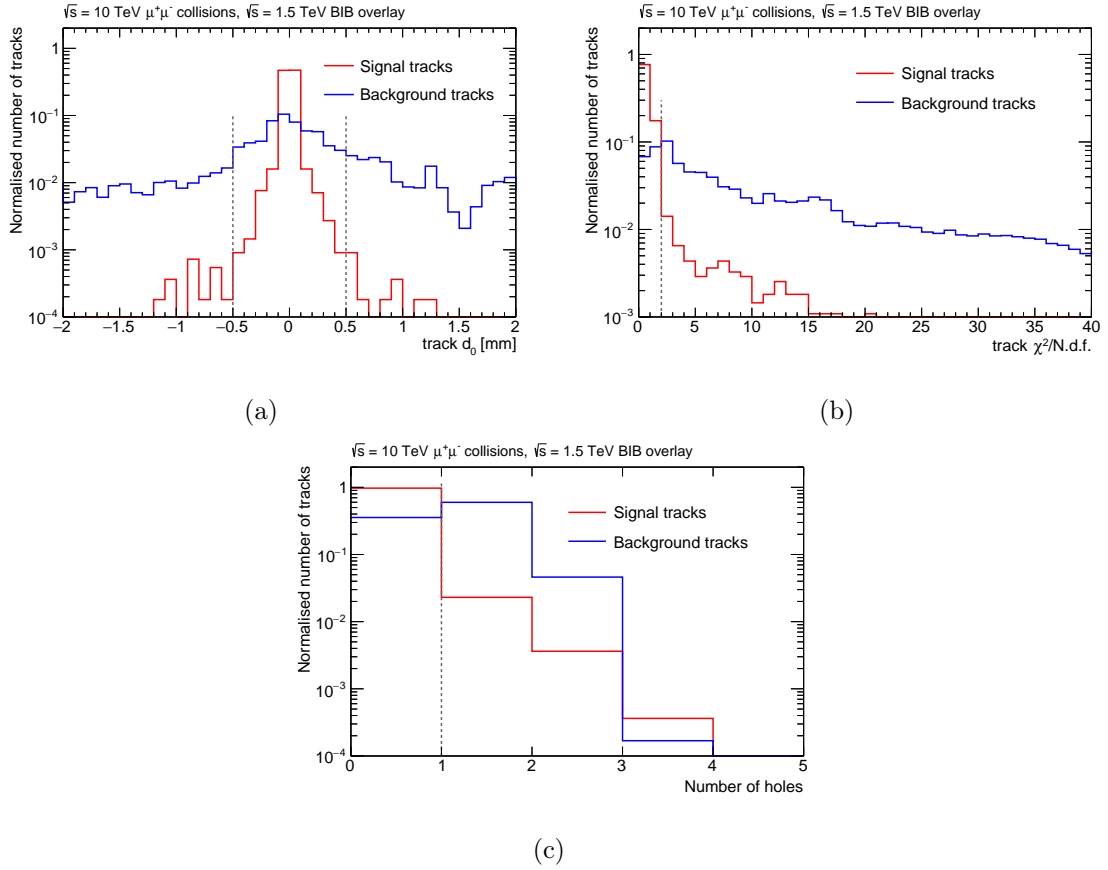 √s = 10 TeV μ⁺μ⁻ collisions, √s = 1.5 TeV BIB overlay
Normalised number of tracks
1
10⁻¹
10⁻²
10⁻³
10⁻⁴
Signal tracks
Background tracks
−2 −1.5 −1 −0.5 0 0.5 1 1.5 2
track d₀ [mm]
(a)
√s = 10 TeV μ⁺μ⁻ collisions, √s = 1.5 TeV BIB overlay
Normalised number of tracks
1
10⁻¹
10⁻²
10⁻³
Signal tracks
Background tracks
0 5 10 15 20 25 30 35 40
track χ²/N.d.f.
(b)
√s = 10 TeV μ⁺μ⁻ collisions, √s = 1.5 TeV BIB overlay
Normalised number of tracks
1
10⁻¹
10⁻²
10⁻³
10⁻⁴
Signal tracks
Background tracks
0 1 2 3 4 5
Number of holes
(c)